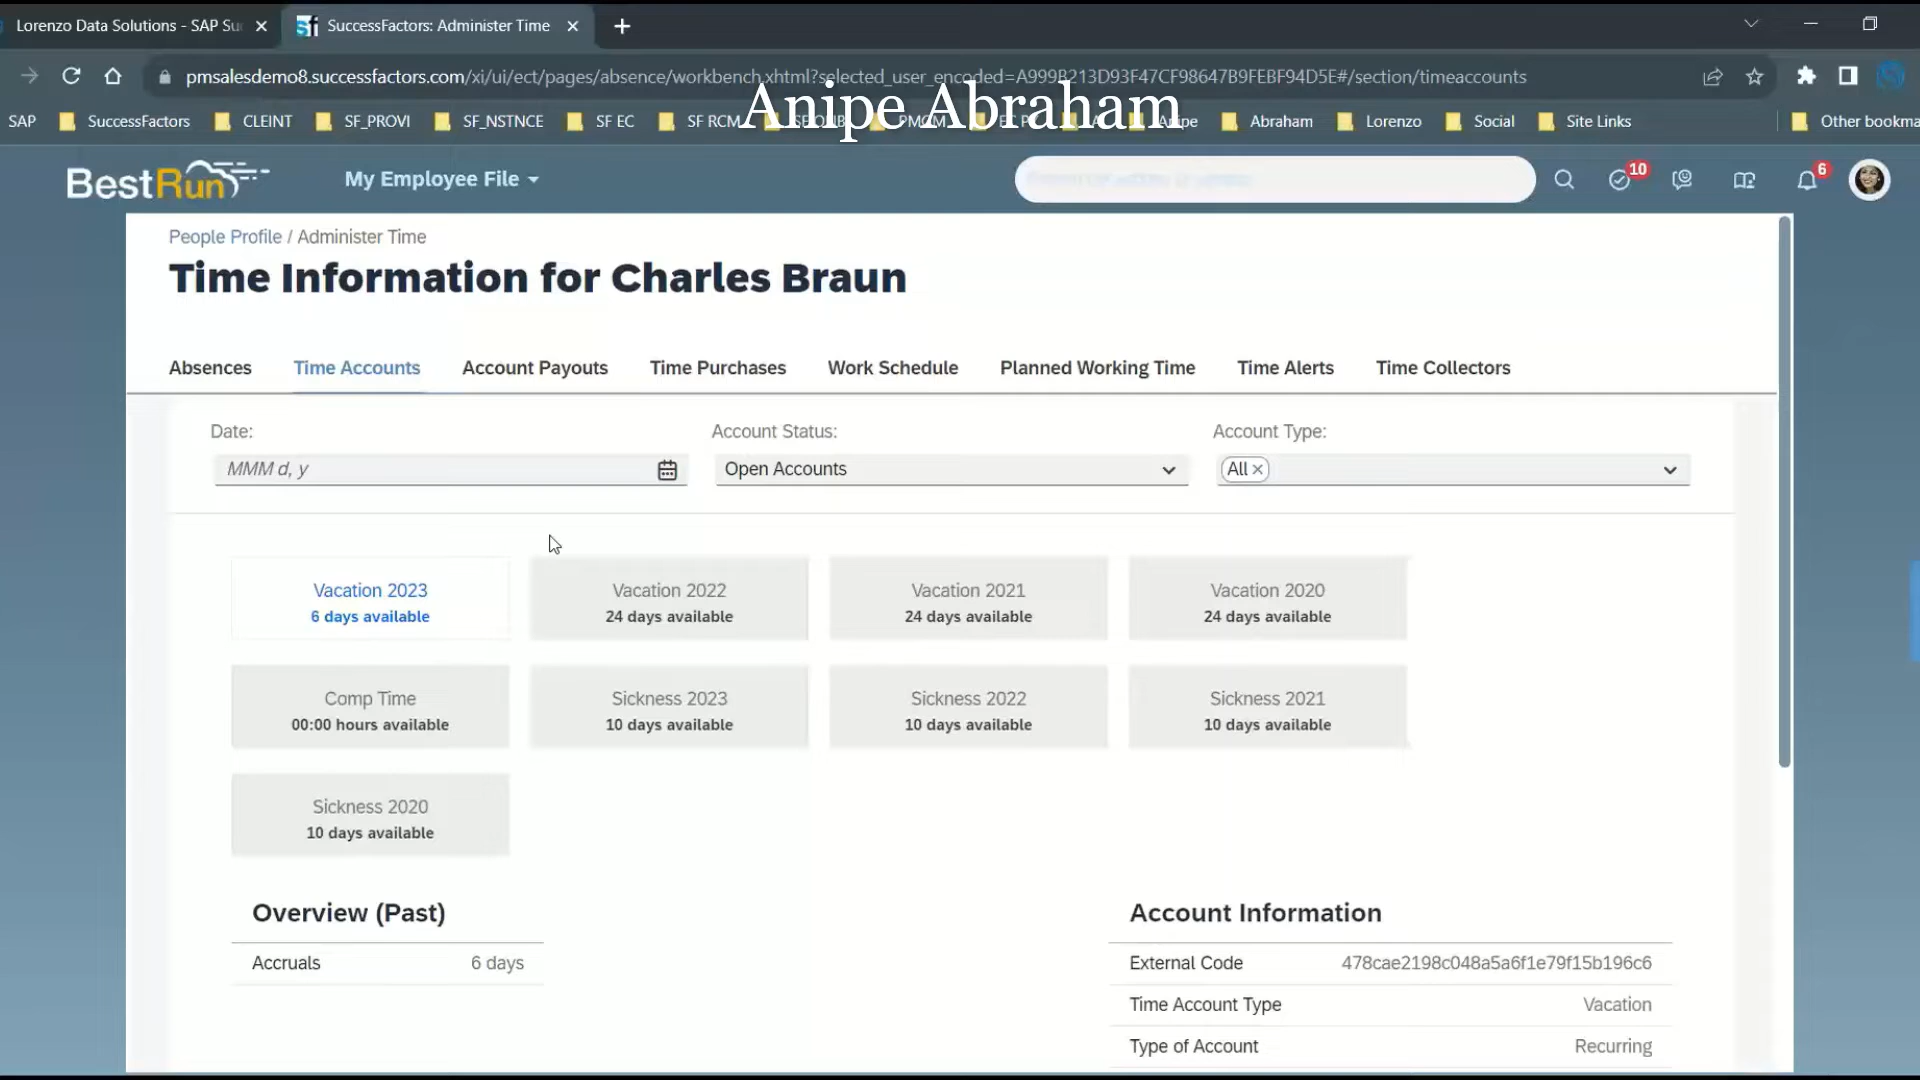 Lorenzo Data Solutions - SAP Su
SuccessFactors: Administer Time
pmsalesdemo8.successfactors.com/xi/ui/ect/pages/absence/workbench.xhtml?selected_user_encoded=A999B213D93F47CF98647B9FEBF94D5E#/section/timeaccounts
Anipe Abraham
SAP SuccessFactors CLEINT SF_PROVI SF_NSTNCE SF EC SF RCM Anipe Abraham Lorenzo Social Site Links Other bookma
BestRun
My Employee File
10
6
People Profile / Administer Time
Time Information for Charles Braun
Absences Time Accounts Account Payouts Time Purchases Work Schedule Planned Working Time Time Alerts Time Collectors
Date: Account Status: Account Type:
MMM d, y Open Accounts All
Vacation 2023 Vacation 2022 Vacation 2021 Vacation 2020
6 days available 24 days available 24 days available 24 days available
Comp Time Sickness 2023 Sickness 2022 Sickness 2021
00:00 hours available 10 days available 10 days available 10 days available
Sickness 2020
10 days available
Overview (Past) Account Information
Accruals 6 days External Code 478cae2198c048a5a6f1e79f15b196c6
Time Account Type Vacation
Type of Account Recurring